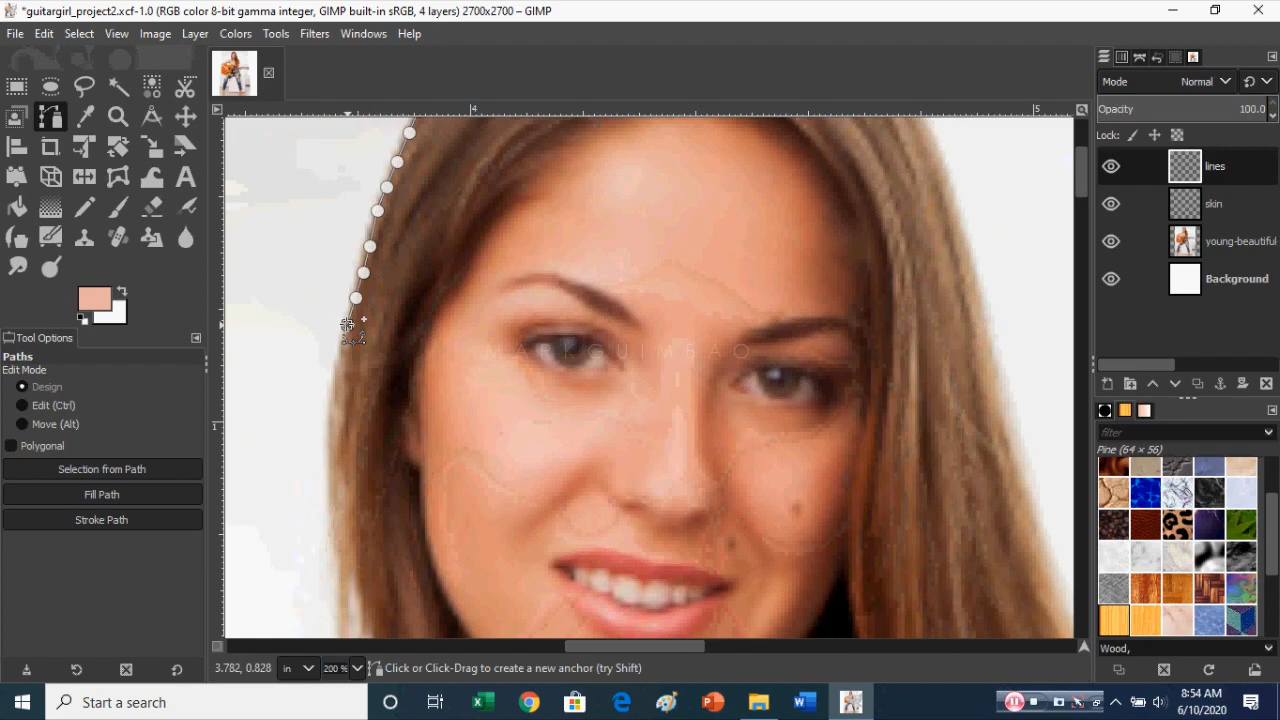 *guitargirl_project2.xcf-1.0 (RGB color 8-bit gamma integer, GIMP built-in sRGB, 4 layers) 2700x2700 – GIMP
File Edit Select View Image Layer Colors Tools Filters Windows Help
Mode Normal
Opacity 100.0
Lock:
lines
skin
young-beautiful
Background
4 5
1
KQUIMBAO
Tool Options
Paths
Edit Mode
Design
Edit (Ctrl)
Move (Alt)
Polygonal
Selection from Path
Fill Path
Stroke Path
filter
Pine (64 × 56)
Wood,
3.782, 0.828 in 200 % Click or Click-Drag to create a new anchor (try Shift)
Start a search
8:54 AM
6/10/2020